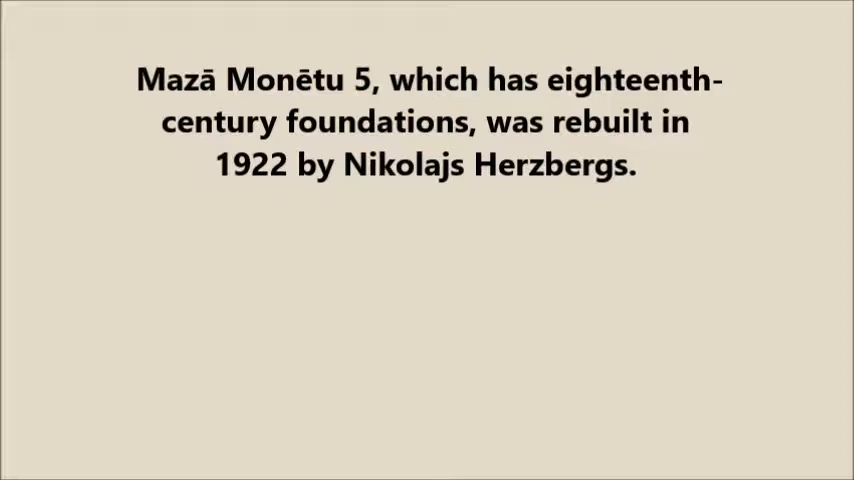 Mazā Monētu 5, which has eighteenth-
century foundations, was rebuilt in
1922 by Nikolajs Herzbergs.